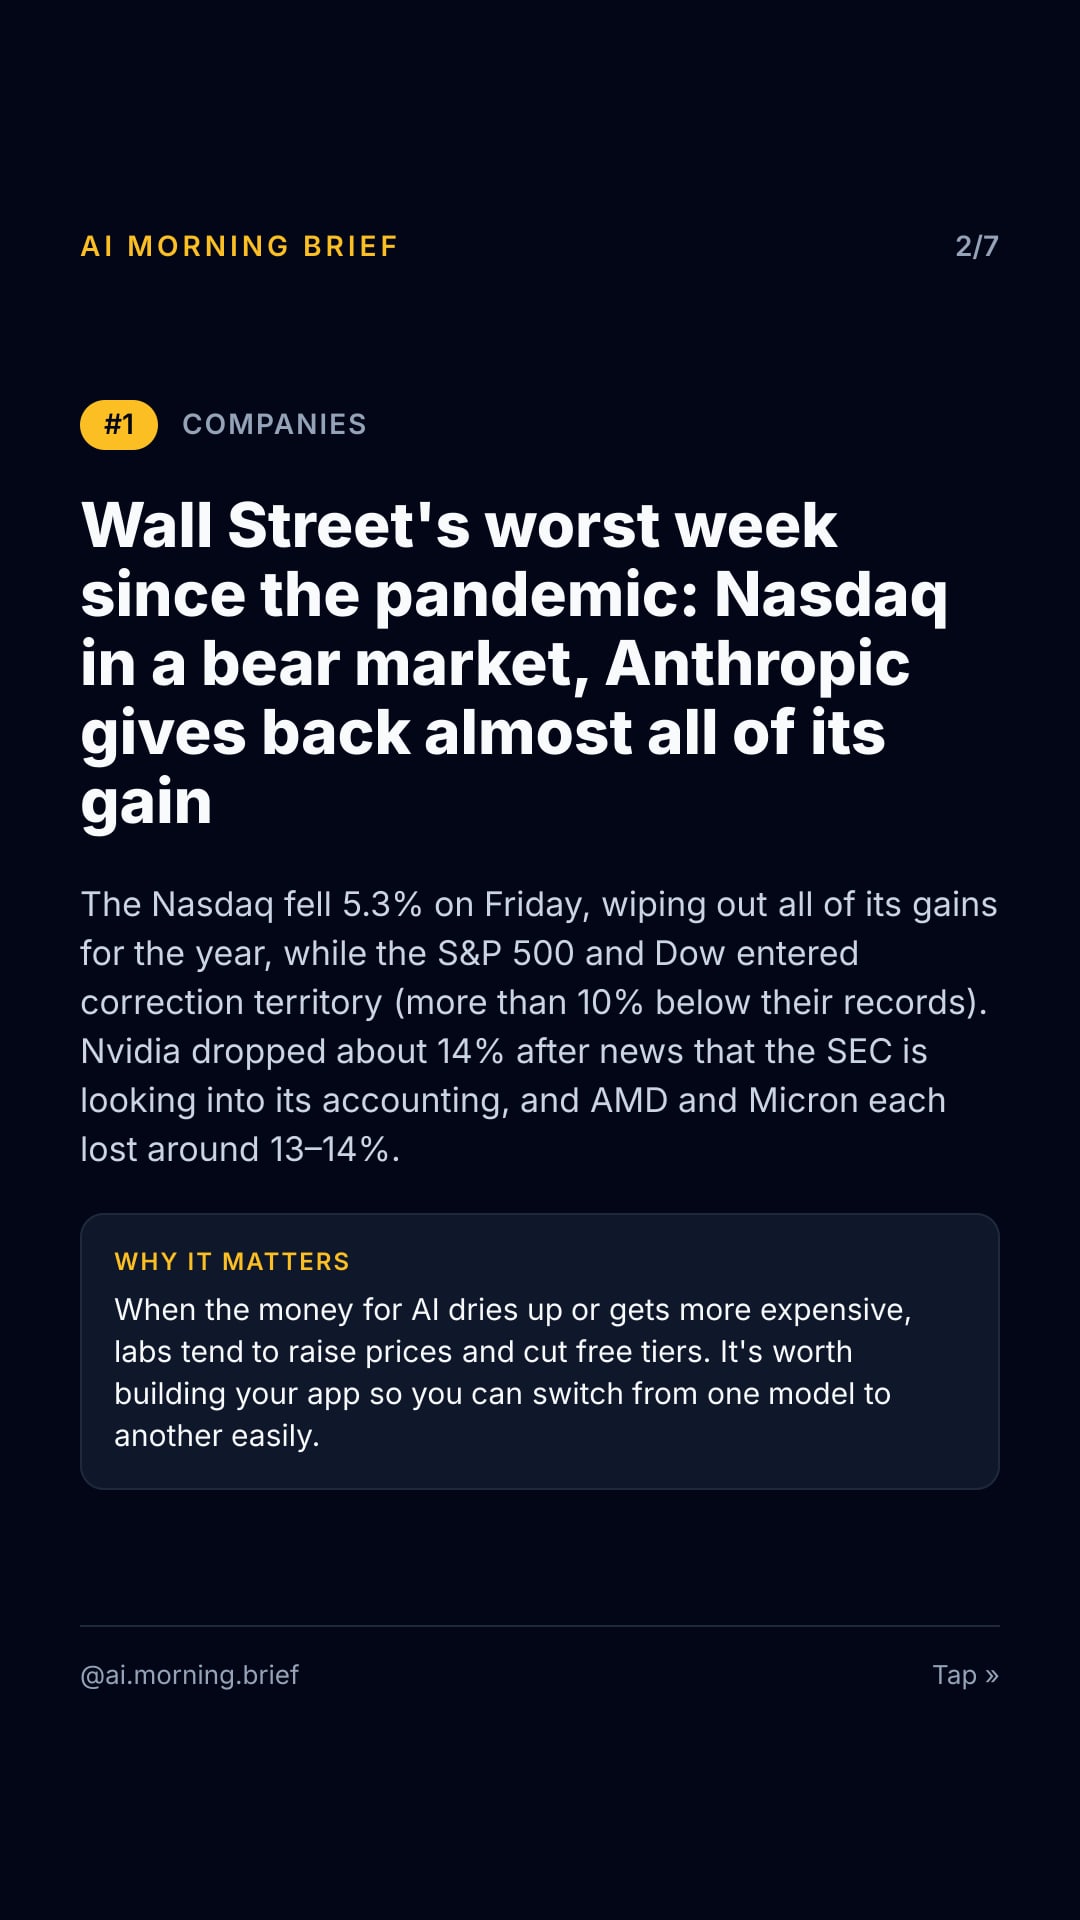 AI MORNING BRIEF
2/7
#1 COMPANIES
Wall Street's worst week
since the pandemic: Nasdaq
in a bear market, Anthropic
gives back almost all of its
gain
The Nasdaq fell 5.3% on Friday, wiping out all of its gains
for the year, while the S&P 500 and Dow entered
correction territory (more than 10% below their records).
Nvidia dropped about 14% after news that the SEC is
looking into its accounting, and AMD and Micron each
lost around 13–14%.
WHY IT MATTERS
When the money for AI dries up or gets more expensive,
labs tend to raise prices and cut free tiers. It's worth
building your app so you can switch from one model to
another easily.
@ai.morning.brief
Tap »